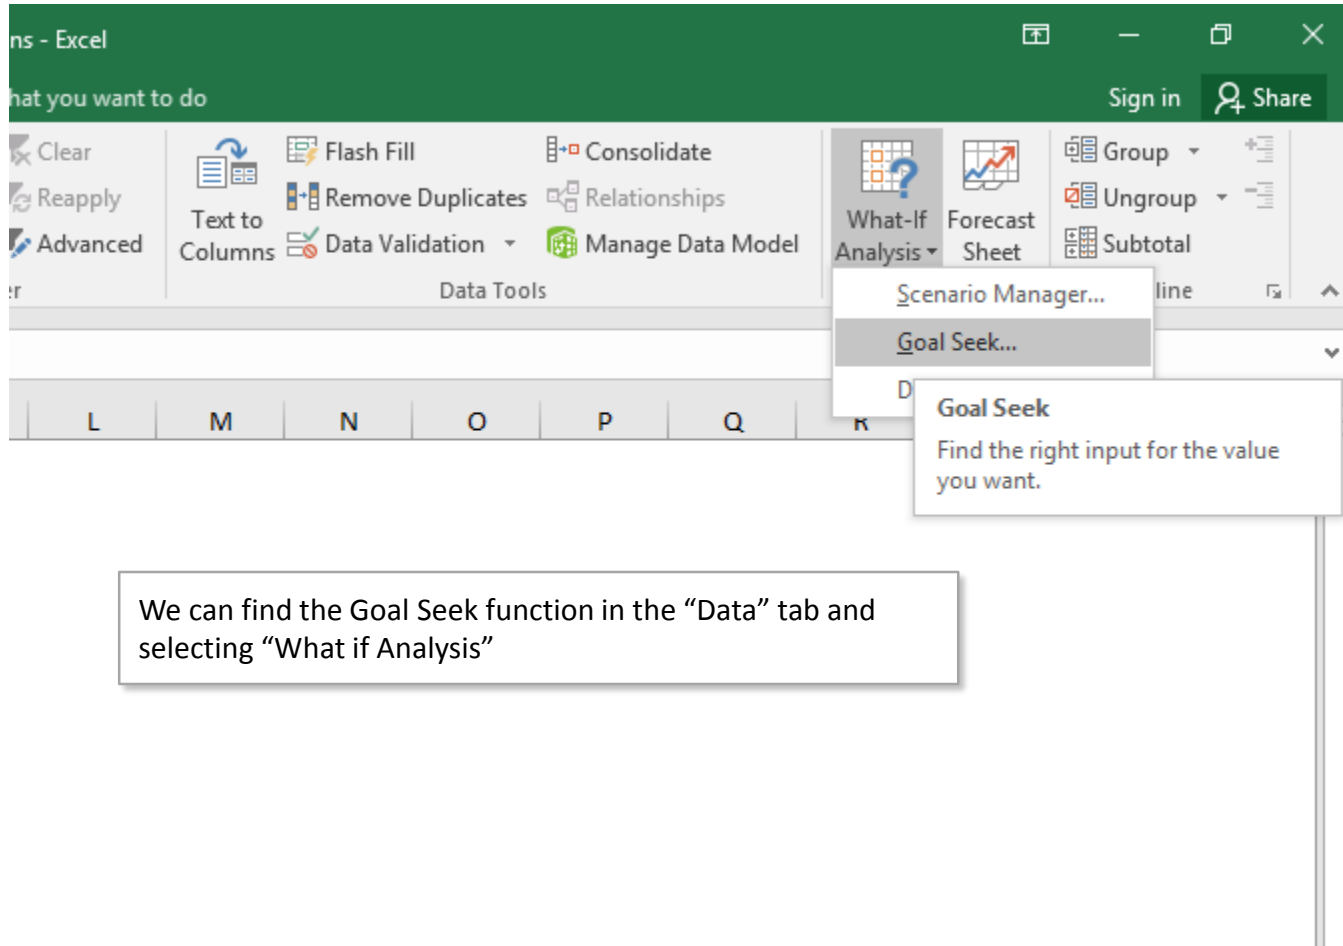 ns - Excel
hat you want to do
Sign in
Share
Clear
Reapply
Advanced
Text to
Columns
Flash Fill
Remove Duplicates
Data Validation
Consolidate
Relationships
Manage Data Model
Data Tools
What-If
Analysis
Forecast
Sheet
Group
Ungroup
Subtotal
line
Scenario Manager...
Goal Seek...
D
Goal Seek
Find the right input for the value
you want.
L M N O P Q R
We can find the Goal Seek function in the “Data” tab and
selecting “What if Analysis”